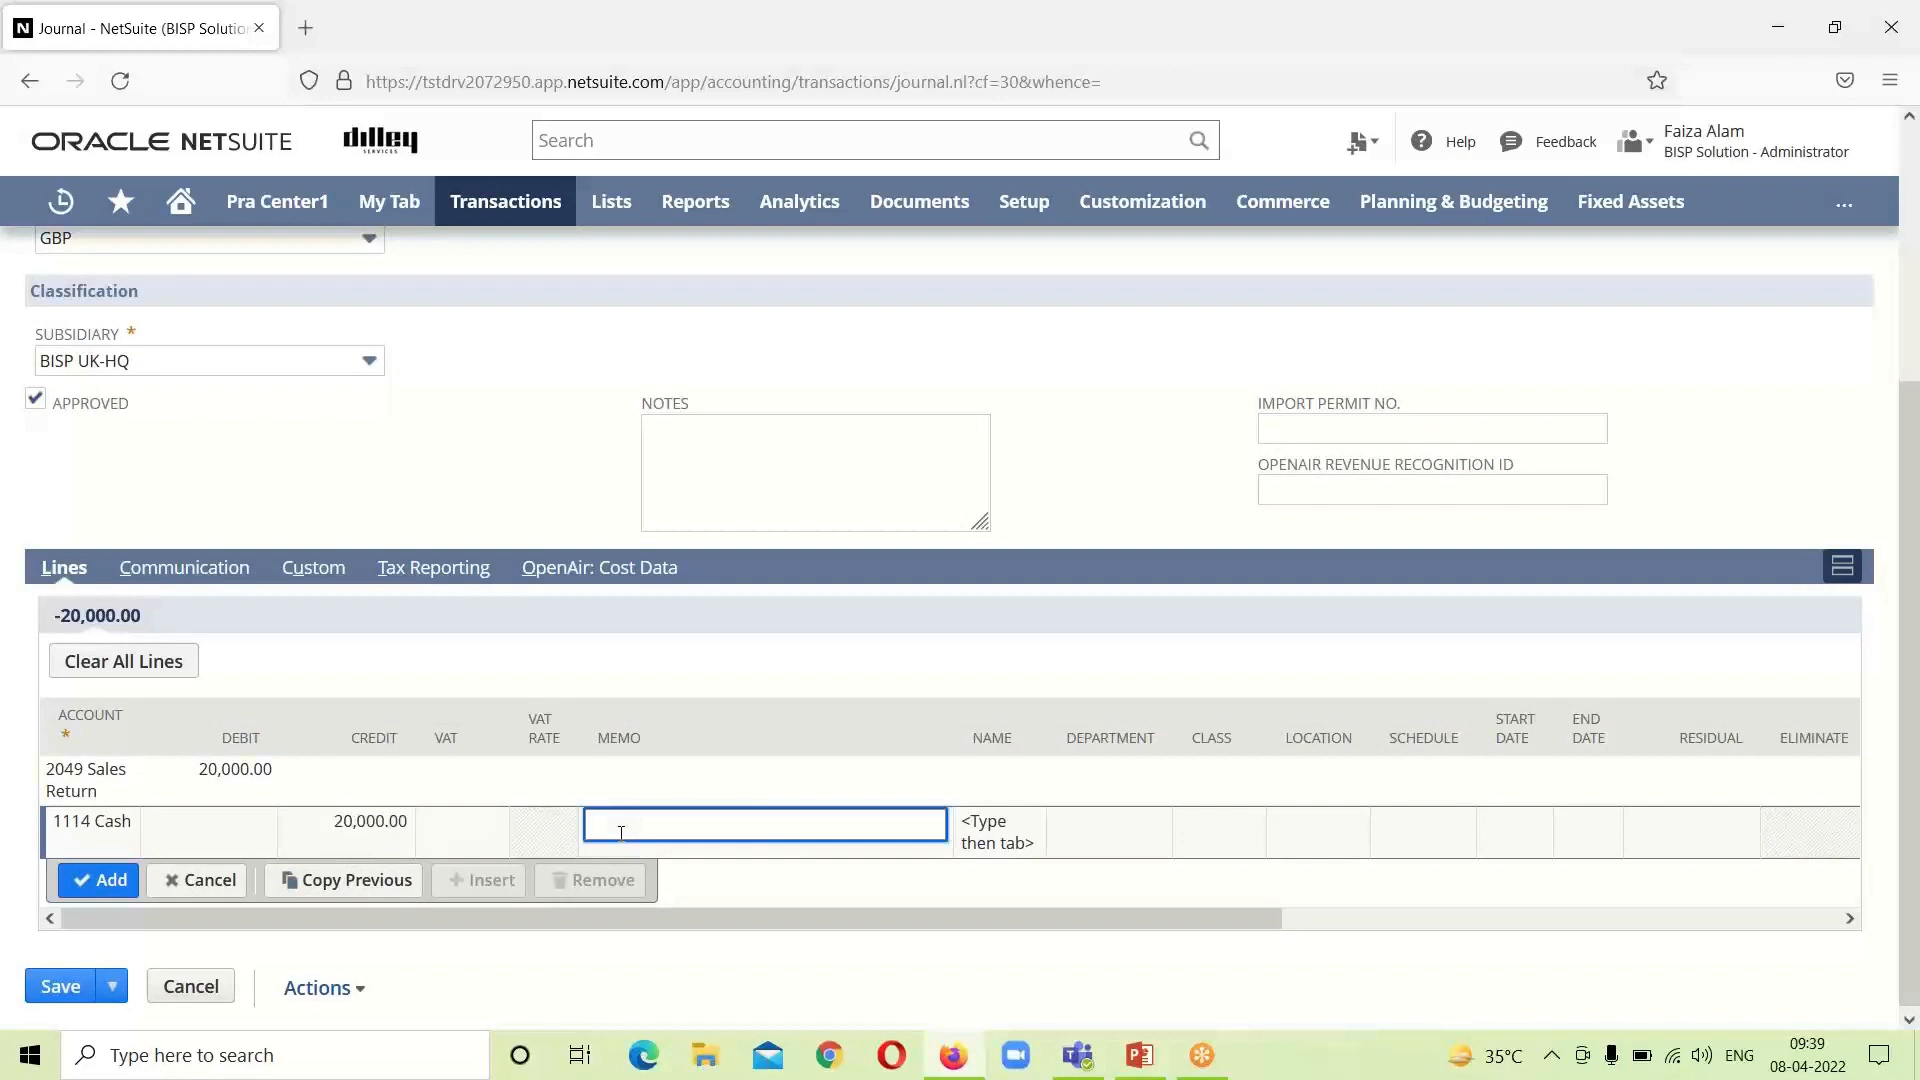 Journal - NetSuite (BISP Solutio
https://tstdrv2072950.app.netsuite.com/app/accounting/transactions/journal.nl?cf=30&whence=
ORACLE NETSUITE
dilley
SERVICES
Search
Help
Feedback
Faiza Alam
BISP Solution - Administrator
Pra Center1 My Tab Transactions Lists Reports Analytics Documents Setup Customization Commerce Planning & Budgeting Fixed Assets ...
GBP
Classification
SUBSIDIARY *
BISP UK-HQ
APPROVED
NOTES
IMPORT PERMIT NO.
OPENAIR REVENUE RECOGNITION ID
Lines Communication Custom Tax Reporting OpenAir: Cost Data
-20,000.00
Clear All Lines
ACCOUNT * DEBIT CREDIT VAT VAT RATE MEMO NAME DEPARTMENT CLASS LOCATION SCHEDULE START DATE END DATE RESIDUAL ELIMINATE
2049 Sales Return 20,000.00
1114 Cash 20,000.00 <Type then tab>
Add Cancel Copy Previous Insert Remove
Save Cancel Actions
Type here to search
35°C
ENG
09:39
08-04-2022